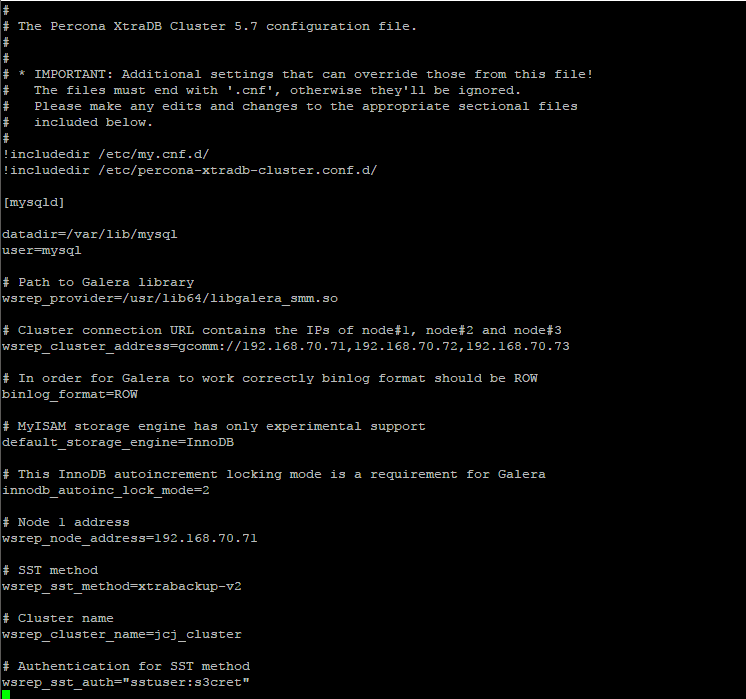 #
# The Percona XtraDB Cluster 5.7 configuration file.
#
#
# * IMPORTANT: Additional settings that can override those from this file!
#   The files must end with '.cnf', otherwise they'll be ignored.
#   Please make any edits and changes to the appropriate sectional files
#   included below.
#
!includedir /etc/my.cnf.d/
!includedir /etc/percona-xtradb-cluster.conf.d/

[mysqld]

datadir=/var/lib/mysql
user=mysql

# Path to Galera library
wsrep_provider=/usr/lib64/libgalera_smm.so

# Cluster connection URL contains the IPs of node#1, node#2 and node#3
wsrep_cluster_address=gcomm://192.168.70.71,192.168.70.72,192.168.70.73

# In order for Galera to work correctly binlog format should be ROW
binlog_format=ROW

# MyISAM storage engine has only experimental support
default_storage_engine=InnoDB

# This InnoDB autoincrement locking mode is a requirement for Galera
innodb_autoinc_lock_mode=2

# Node 1 address
wsrep_node_address=192.168.70.71

# SST method
wsrep_sst_method=xtrabackup-v2

# Cluster name
wsrep_cluster_name=jcj_cluster

# Authentication for SST method
wsrep_sst_auth="sstuser:s3cret"